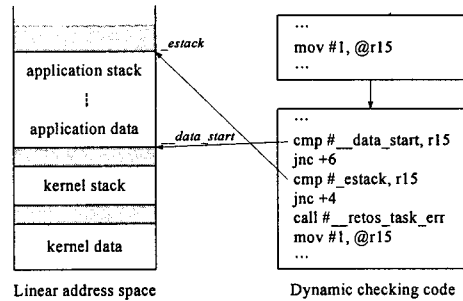 _estack
application stack
application data
__data_start
kernel stack
kernel data
Linear address space
...
mov #1, @r15
...
...
cmp #__data_start, r15
jnc +6
cmp #_estack, r15
jnc +4
call #__retos_task_err
mov #1, @r15
...
Dynamic checking code